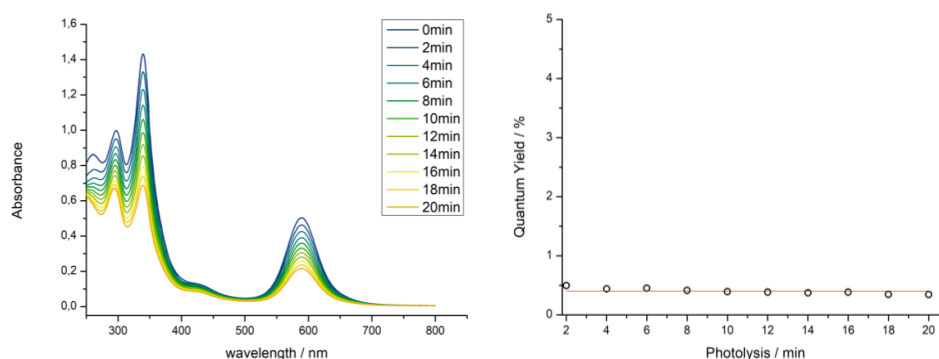 1,6
1,4
1,2
1,0
0,8
0,6
0,4
0,2
0,0
Absorbance
300 400 500 600 700 800
wavelength / nm
0min
2min
4min
6min
8min
10min
12min
14min
16min
18min
20min
5
4
3
2
1
0
Quantum Yield / %
2 4 6 8 10 12 14 16 18 20
Photolysis / min